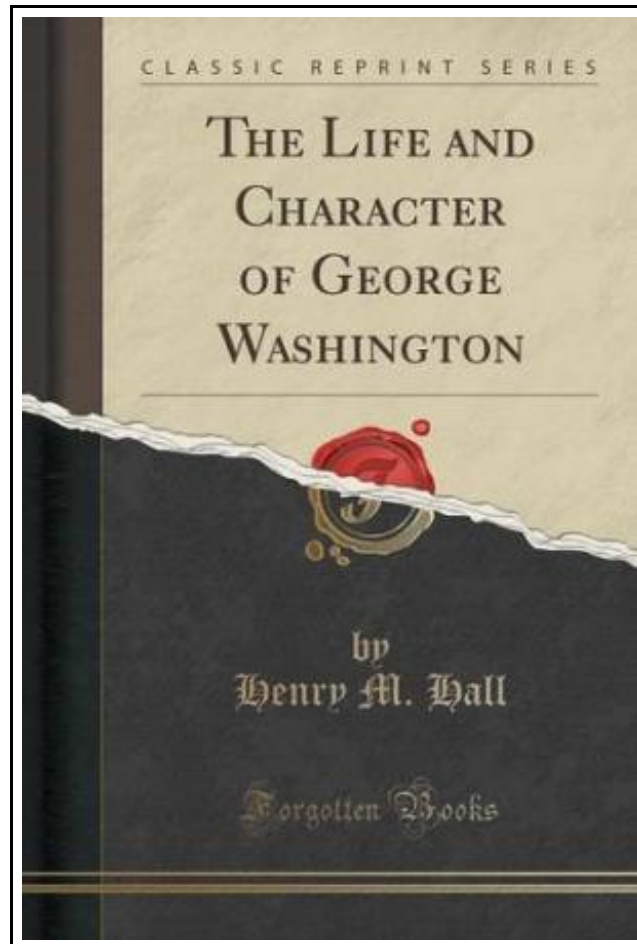 CLASSIC REPRINT SERIES
THE LIFE AND
CHARACTER
OF GEORGE
WASHINGTON
F
by
Henry M. Hall
Forgotten Books